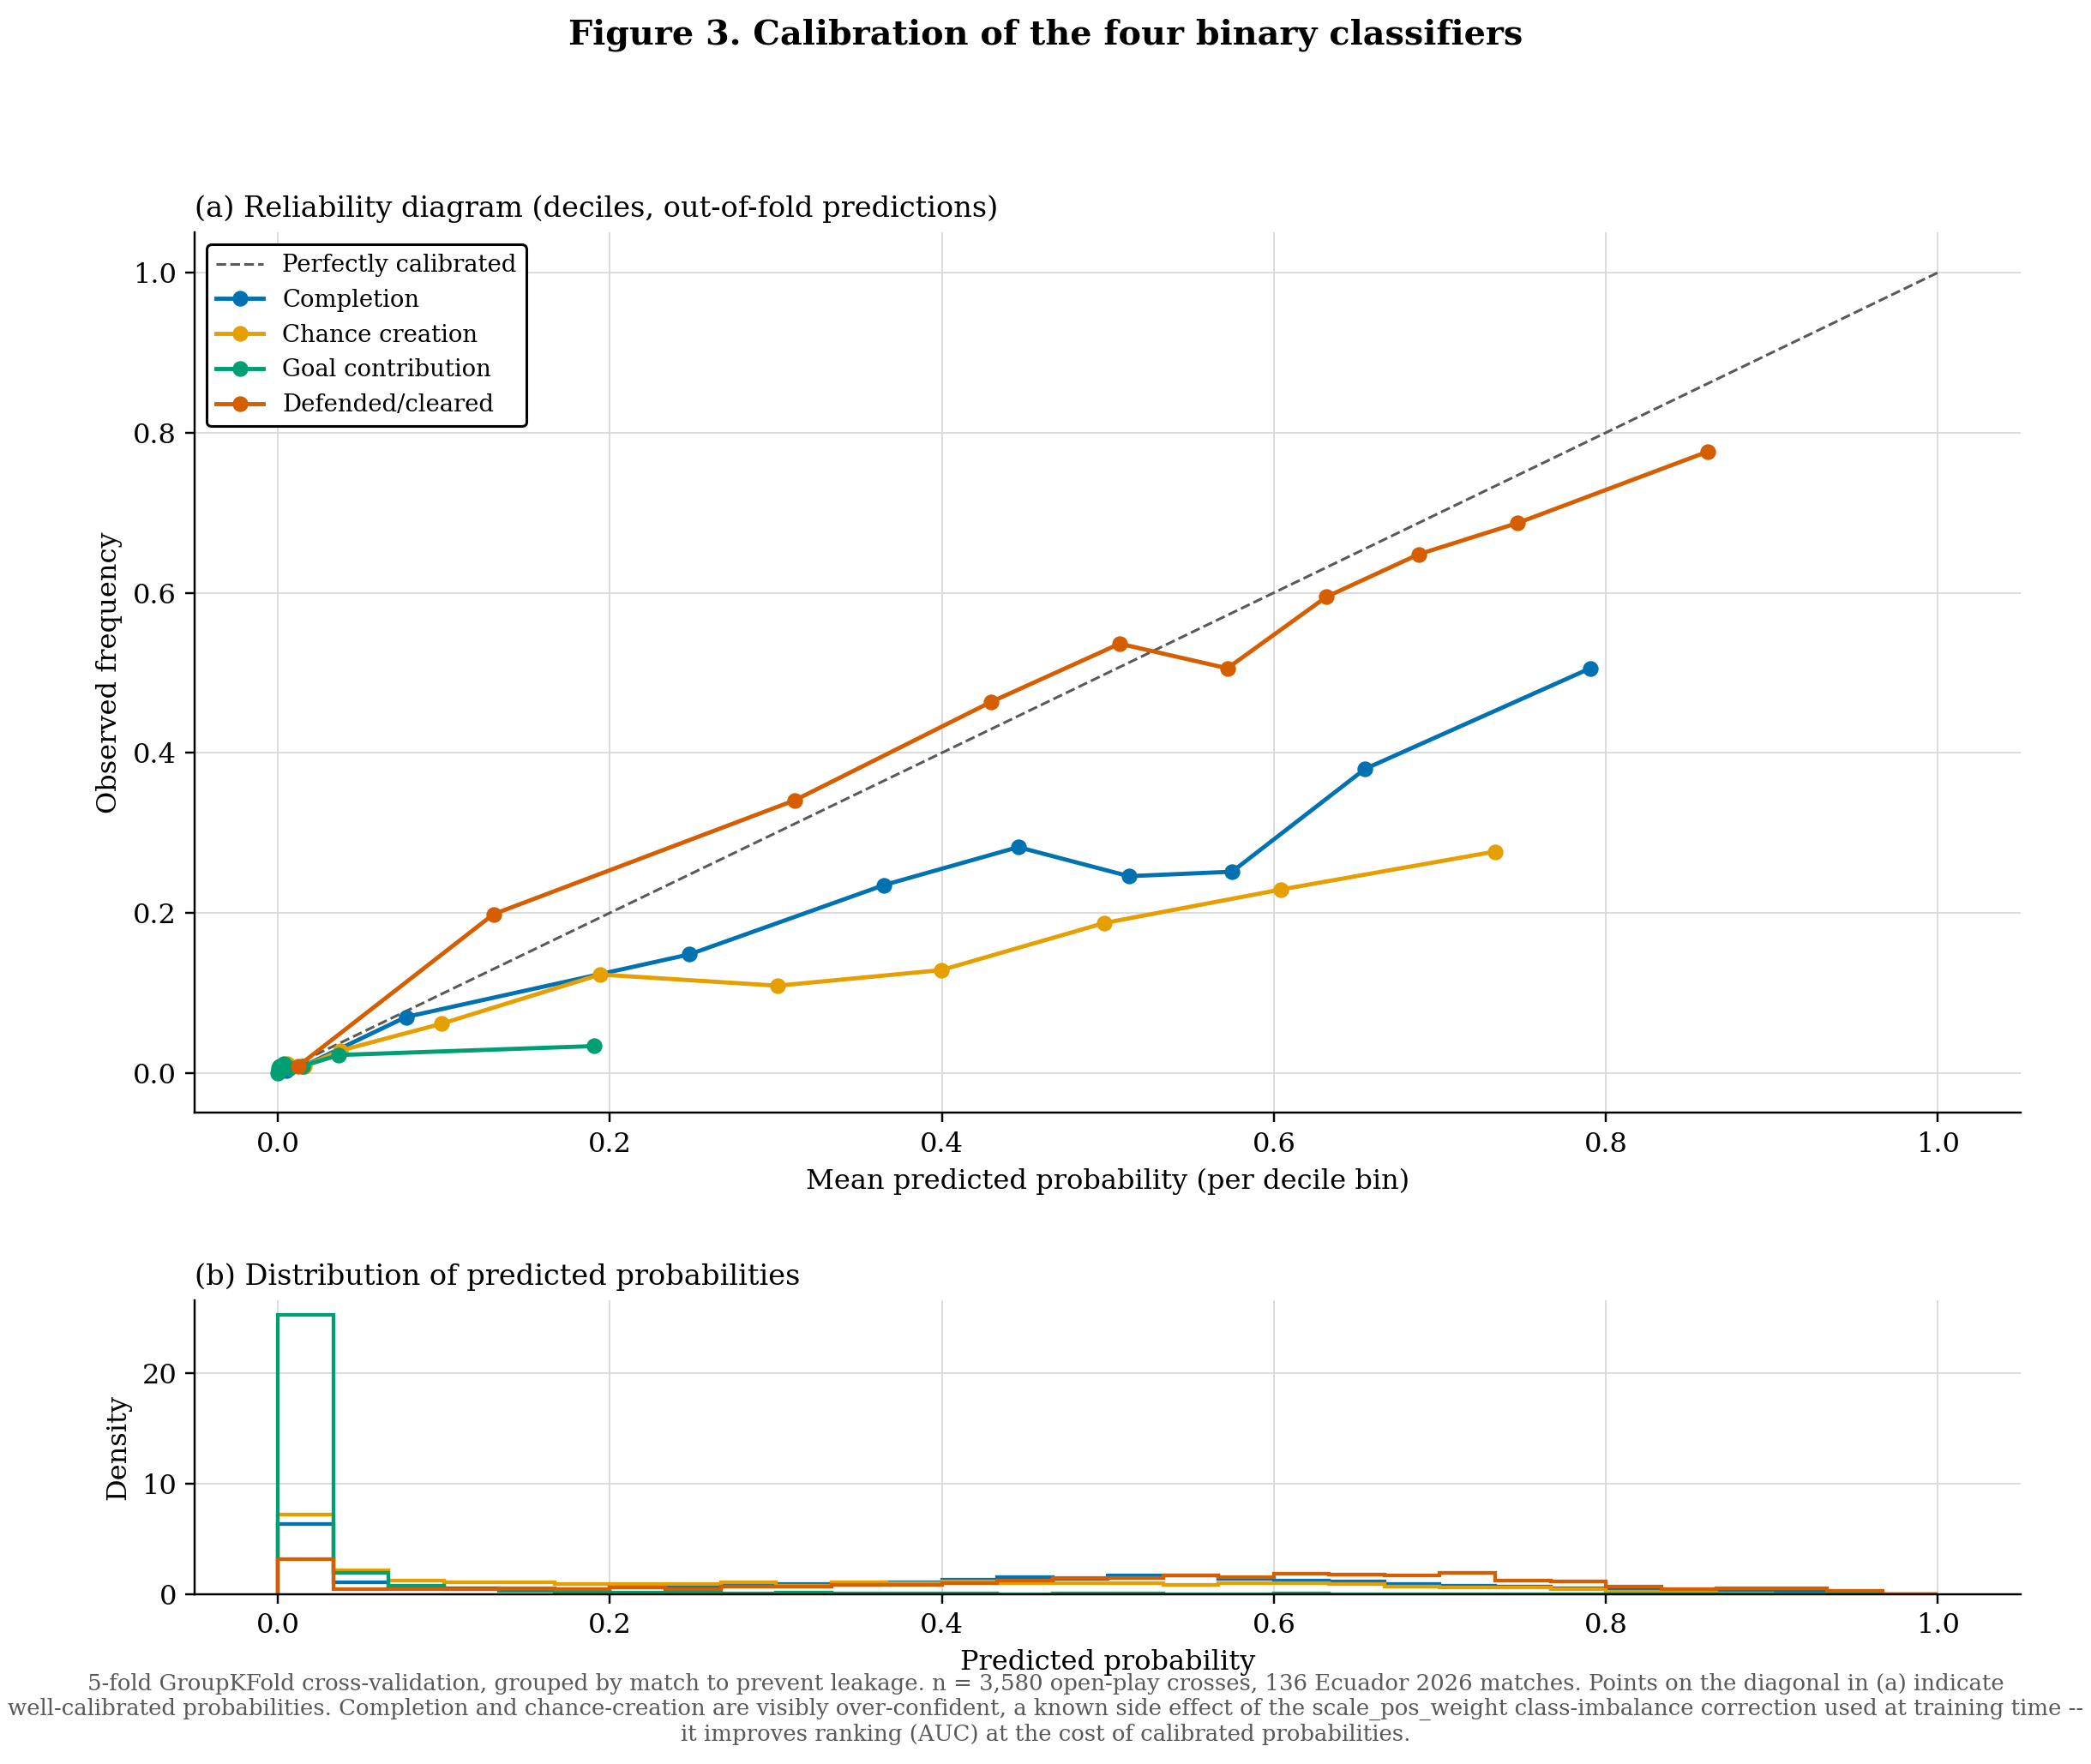 Figure 3. Calibration of the four binary classifiers
(a) Reliability diagram (deciles, out-of-fold predictions)
Perfectly calibrated
Completion
Chance creation
Goal contribution
Defended/cleared
1.0
0.8
0.6
0.4
0.2
0.0
Observed frequency
0.0 0.2 0.4 0.6 0.8 1.0
Mean predicted probability (per decile bin)
(b) Distribution of predicted probabilities
20
10
0
Density
0.0 0.2 0.4 0.6 0.8 1.0
Predicted probability
5-fold GroupKFold cross-validation, grouped by match to prevent leakage. n = 3,580 open-play crosses, 136 Ecuador 2026 matches. Points on the diagonal in (a) indicate
well-calibrated probabilities. Completion and chance-creation are visibly over-confident, a known side effect of the scale_pos_weight class-imbalance correction used at training time --
it improves ranking (AUC) at the cost of calibrated probabilities.